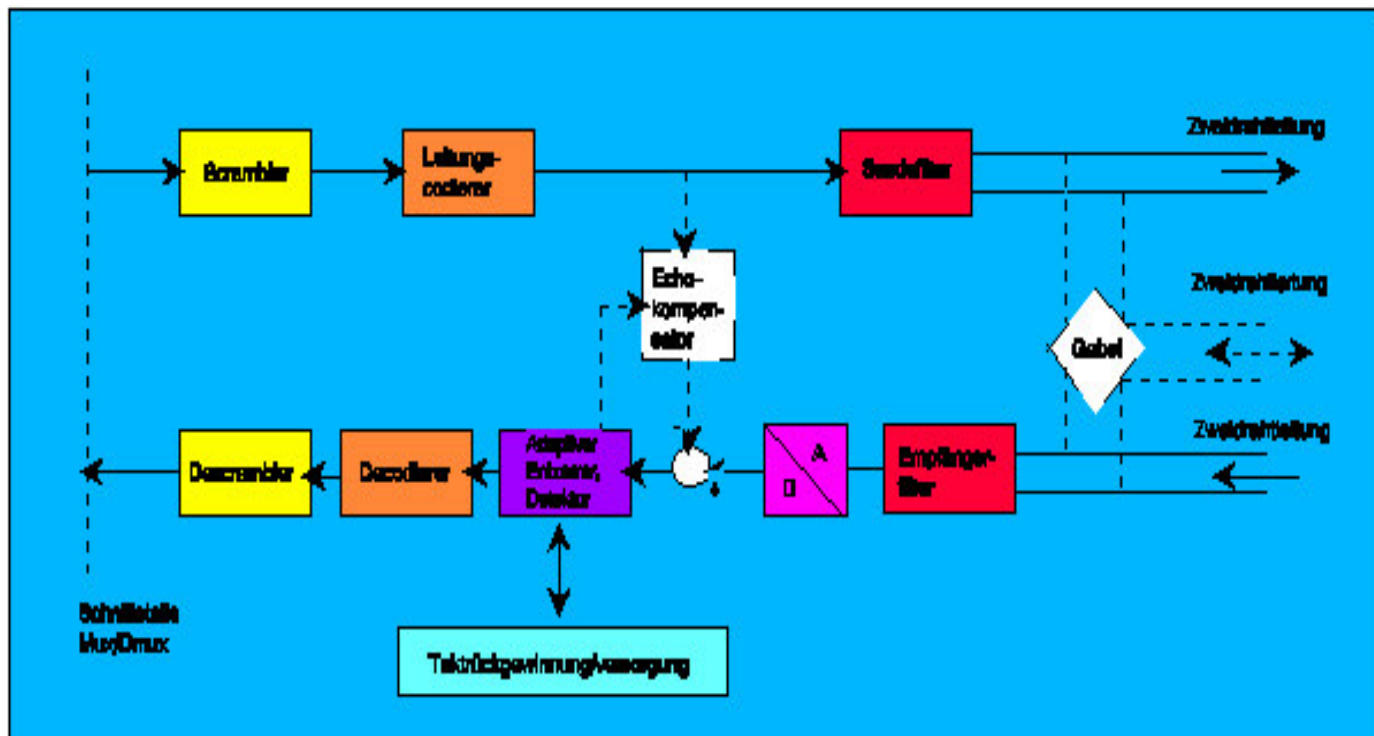 Zweidrahtleitung
Scrambler
Leitungs-
codierer
Sendefilter
Echo-
kompen-
sator
Zweidrahtleitung
Gabel
Zweidrahtleitung
Descrambler
Decodierer
Adaptiver
Entzerrer,
Detektor
-
+
A
D
Empfänger-
filter
Schnittstelle
Mux/Dmux
Taktrückgewinnung/versorgung